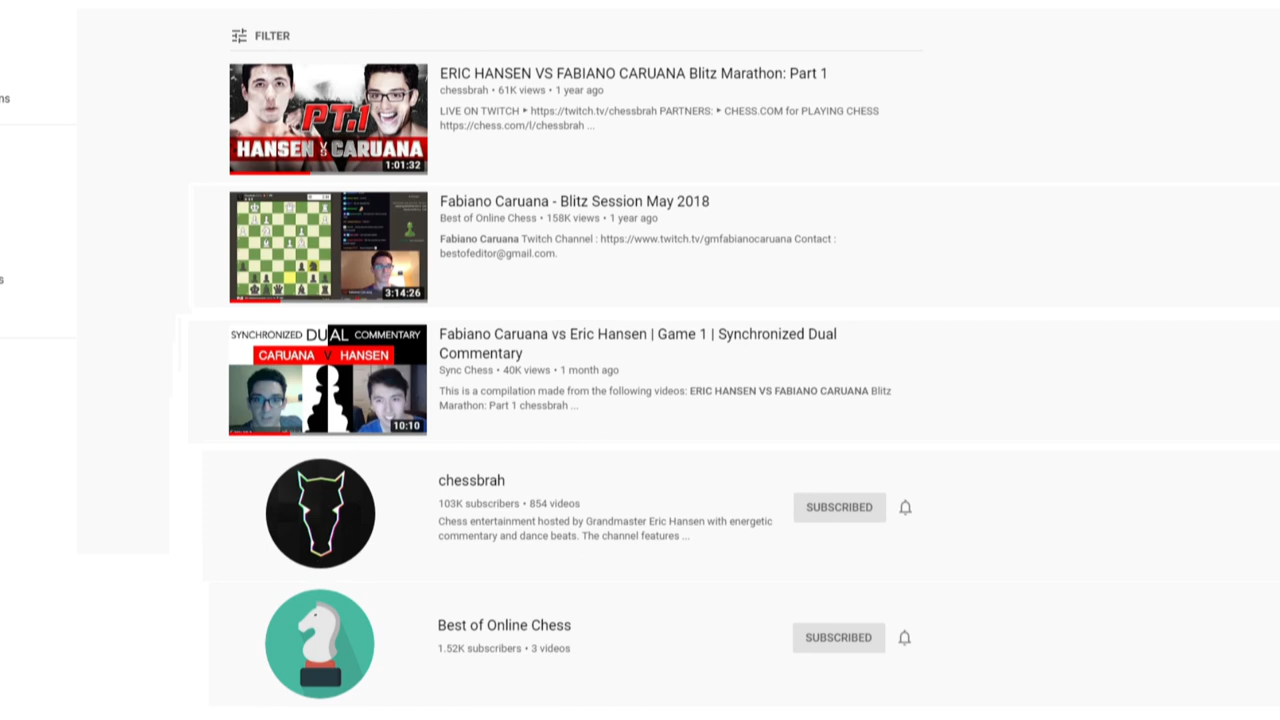 FILTER
ns
s
PT.1
HANSEN VS CARUANA
1:01:32
ERIC HANSEN VS FABIANO CARUANA Blitz Marathon: Part 1
chessbrah • 61K views • 1 year ago
LIVE ON TWITCH ‣ https://twitch.tv/chessbrah PARTNERS: ‣ CHESS.COM for PLAYING CHESS
https://chess.com/l/chessbrah ...
3:14:26
Fabiano Caruana - Blitz Session May 2018
Best of Online Chess • 158K views • 1 year ago
Fabiano Caruana Twitch Channel : https://www.twitch.tv/gmfabianocaruana Contact :
bestofeditor@gmail.com.
SYNCHRONIZED DUAL COMMENTARY
CARUANA V HANSEN
10:10
Fabiano Caruana vs Eric Hansen | Game 1 | Synchronized Dual
Commentary
Sync Chess • 40K views • 1 month ago
This is a compilation made from the following videos: ERIC HANSEN VS FABIANO CARUANA Blitz
Marathon: Part 1 chessbrah ...
chessbrah
103K subscribers • 854 videos
Chess entertainment hosted by Grandmaster Eric Hansen with energetic
commentary and dance beats. The channel features ...
SUBSCRIBED
Best of Online Chess
1.52K subscribers • 3 videos
SUBSCRIBED